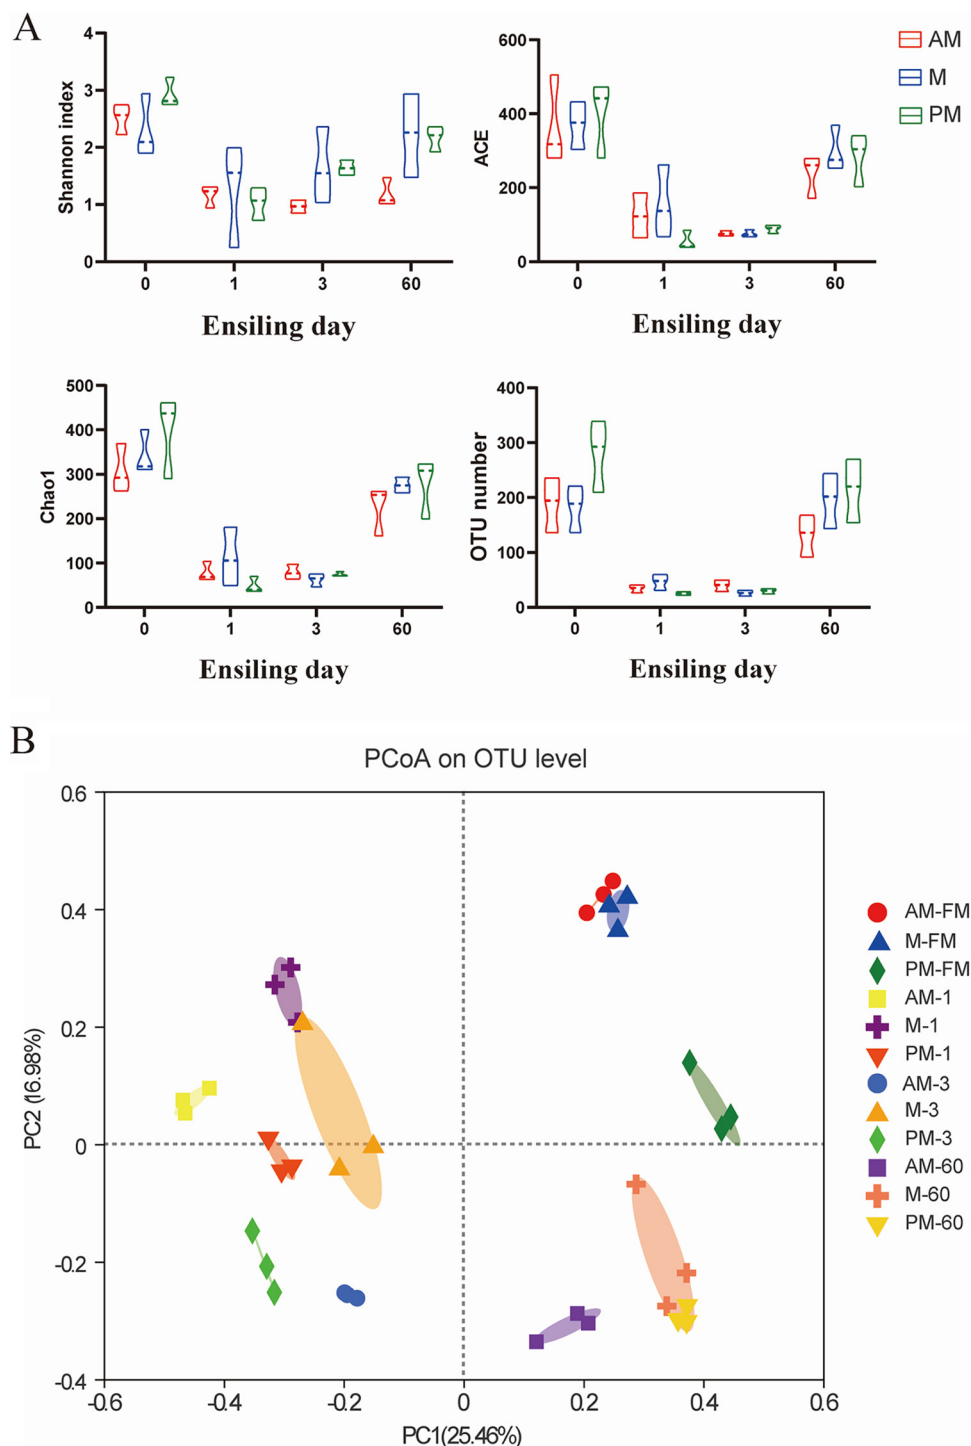 A
Shannon index
4
3
2
1
0
0
1
3
60
Ensiling day
ACE
600
400
200
0
0
1
3
60
Ensiling day
AM
M
PM
Chao1
500
400
300
200
100
0
0
1
3
60
Ensiling day
OTU number
400
300
200
100
0
0
1
3
60
Ensiling day
B
PCoA on OTU level
PC2 (16.98%)
0.6
0.4
0.2
0
-0.2
-0.4
-0.6
-0.4
-0.2
0
0.2
0.4
0.6
PC1(25.46%)
AM-FM
M-FM
PM-FM
AM-1
M-1
PM-1
AM-3
M-3
PM-3
AM-60
M-60
PM-60